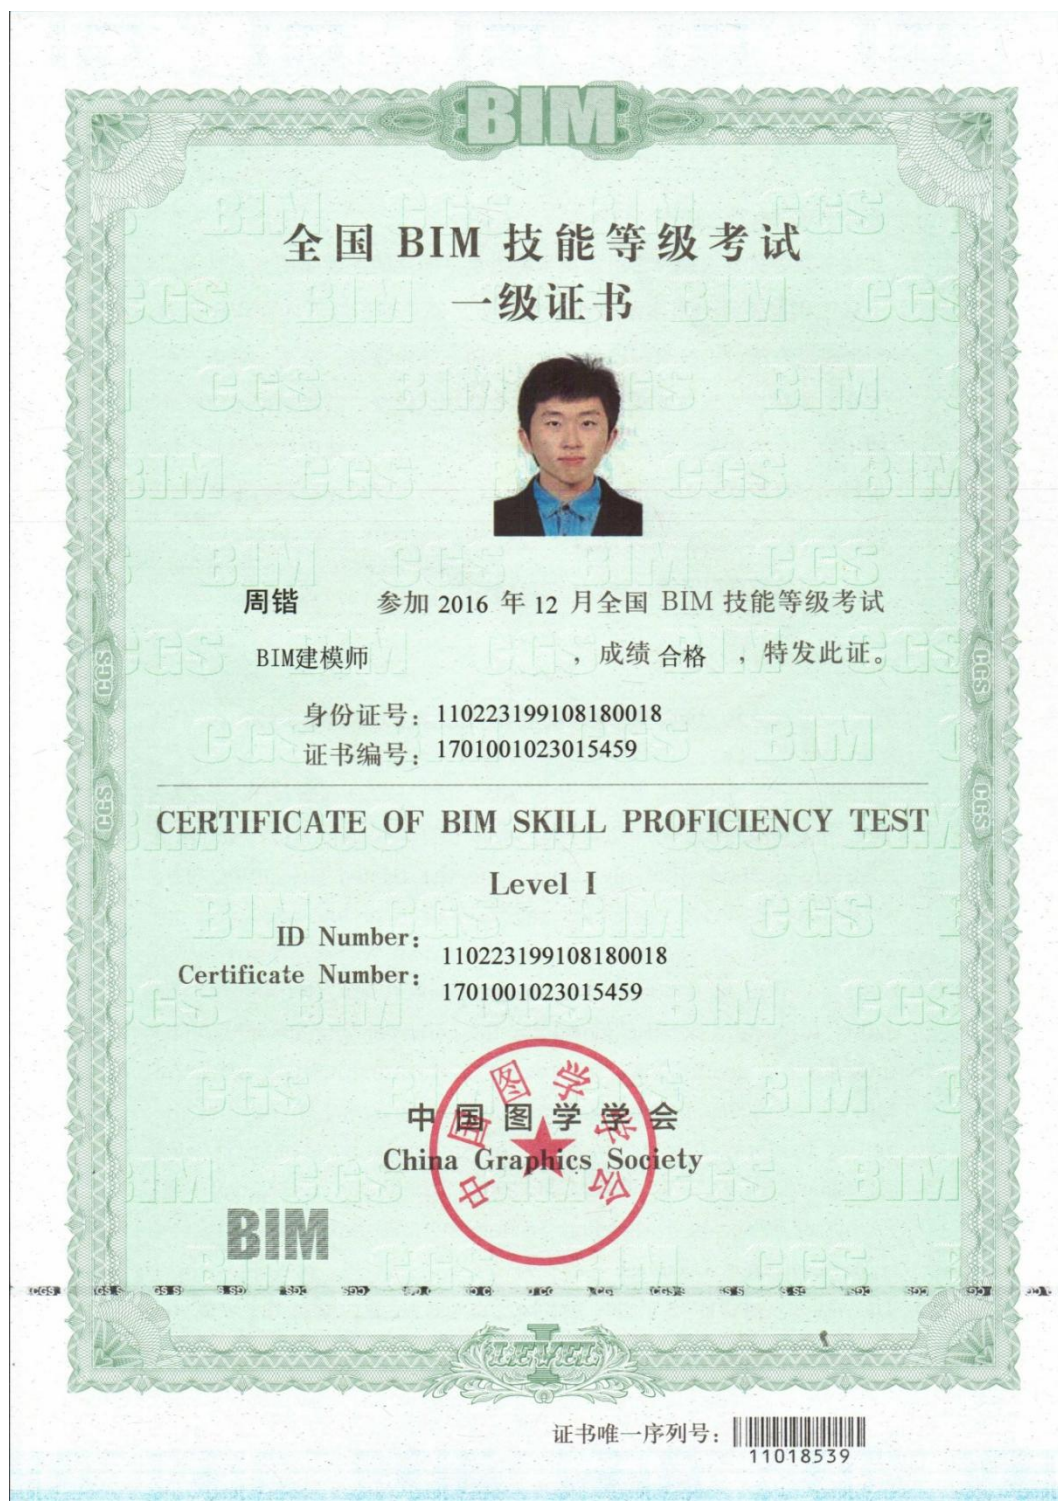 BIM
全国 BIM 技能等级考试
一级证书
周锴 参加 2016 年 12 月全国 BIM 技能等级考试
BIM建模师 ，成绩 合格 ，特发此证。
身份证号：110223199108180018
证书编号：1701001023015459
CERTIFICATE OF BIM SKILL PROFICIENCY TEST
Level I
ID Number: 110223199108180018
Certificate Number: 1701001023015459
中国图学学会
China Graphics Society
中国图学学会
BIM
I
LEVEL
证书唯一序列号：
11018539